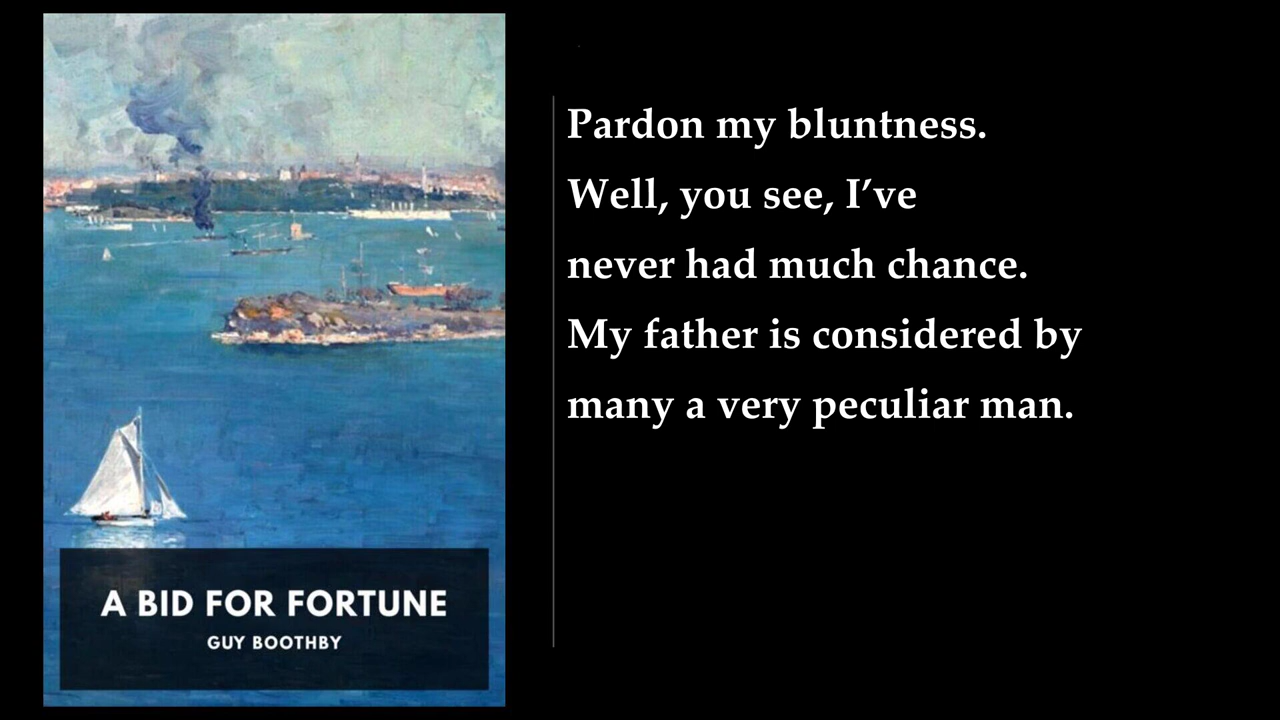 A BID FOR FORTUNE
GUY BOOTHBY
Pardon my bluntness.
Well, you see, I’ve
never had much chance.
My father is considered by
many a very peculiar man.